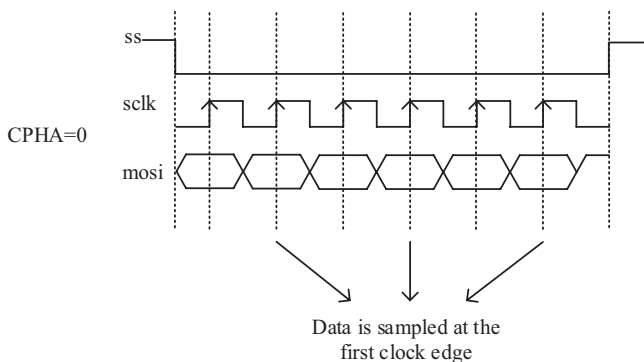 ss
sclk
CPHA=0
mosi
Data is sampled at the
first clock edge